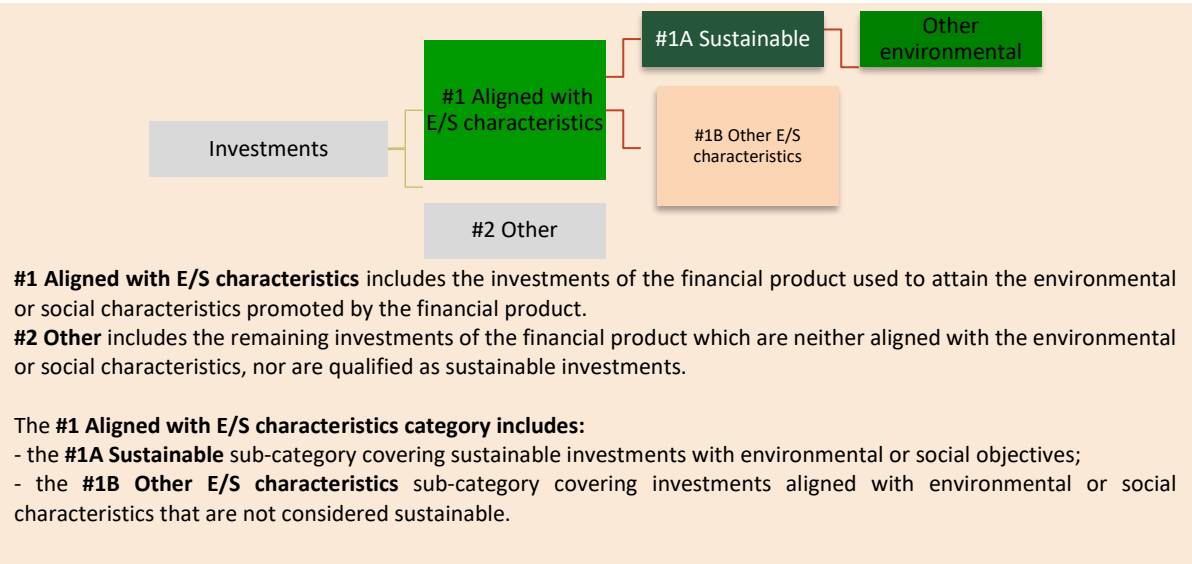 Investments
#1 Aligned with
E/S characteristics
#2 Other
#1A Sustainable
#1B Other E/S
characteristics
Other
environmental
#1 Aligned with E/S characteristics includes the investments of the financial product used to attain the environmental
or social characteristics promoted by the financial product.
#2 Other includes the remaining investments of the financial product which are neither aligned with the environmental
or social characteristics, nor are qualified as sustainable investments.
The #1 Aligned with E/S characteristics category includes:
- the #1A Sustainable sub-category covering sustainable investments with environmental or social objectives;
- the #1B Other E/S characteristics sub-category covering investments aligned with environmental or social
characteristics that are not considered sustainable.